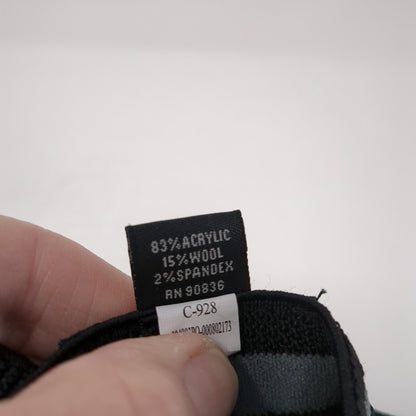 83% ACRYLIC
15% WOOL
2% SPANDEX
RN 90836
C-928